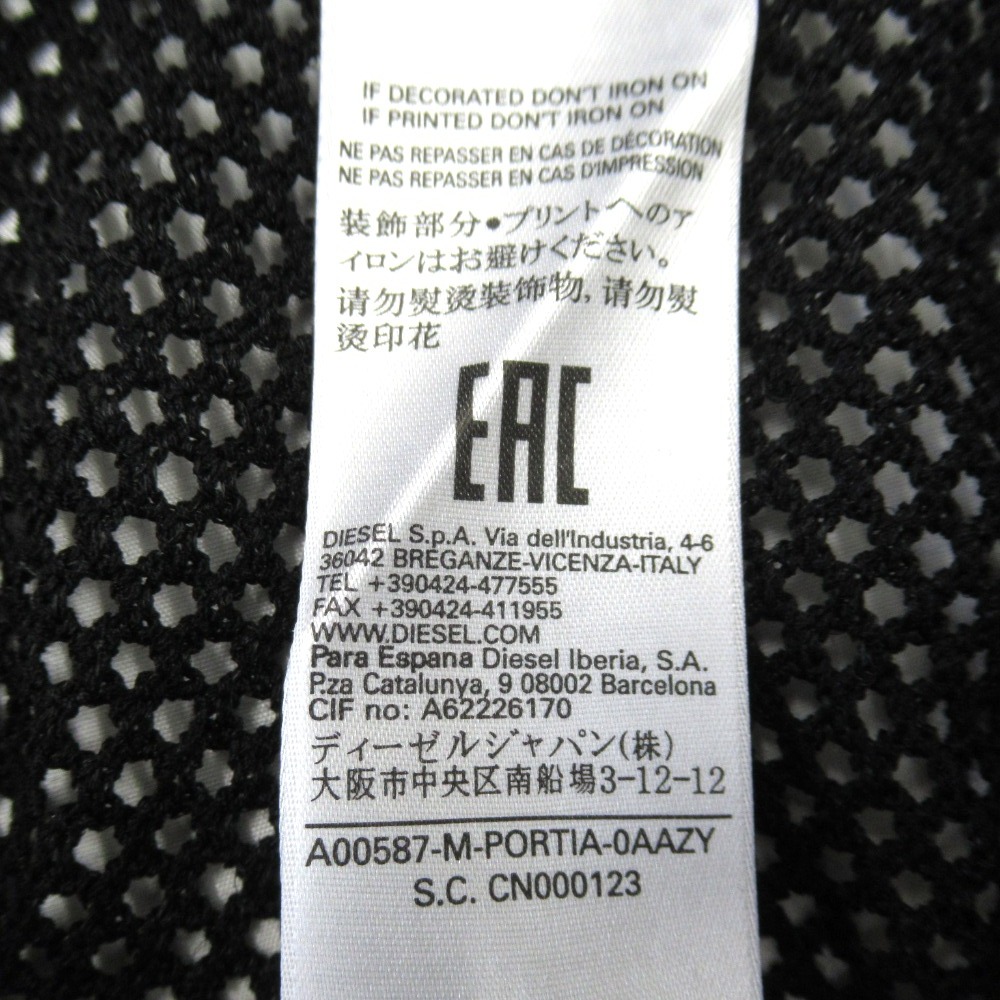 IF DECORATED DON'T IRON ON
IF PRINTED DON'T IRON ON
NE PAS REPASSER EN CAS DE DÉCORATION
NE PAS REPASSER EN CAS D'IMPRESSION
装飾部分●プリントへのア
イロンはお避けください。
请勿熨烫装饰物,请勿熨
烫印花
EAC
DIESEL S.p.A. Via dell'Industria, 4-6
36042 BREGANZE-VICENZA-ITALY
TEL +390424-477555
FAX +390424-411955
WWW.DIESEL.COM
Para Espana Diesel Iberia, S.A.
P.za Catalunya, 9 08002 Barcelona
CIF no: A62226170
ディーゼルジャパン(株)
大阪市中央区南船場3-12-12
A00587-M-PORTIA-0AAZY
S.C. CN000123